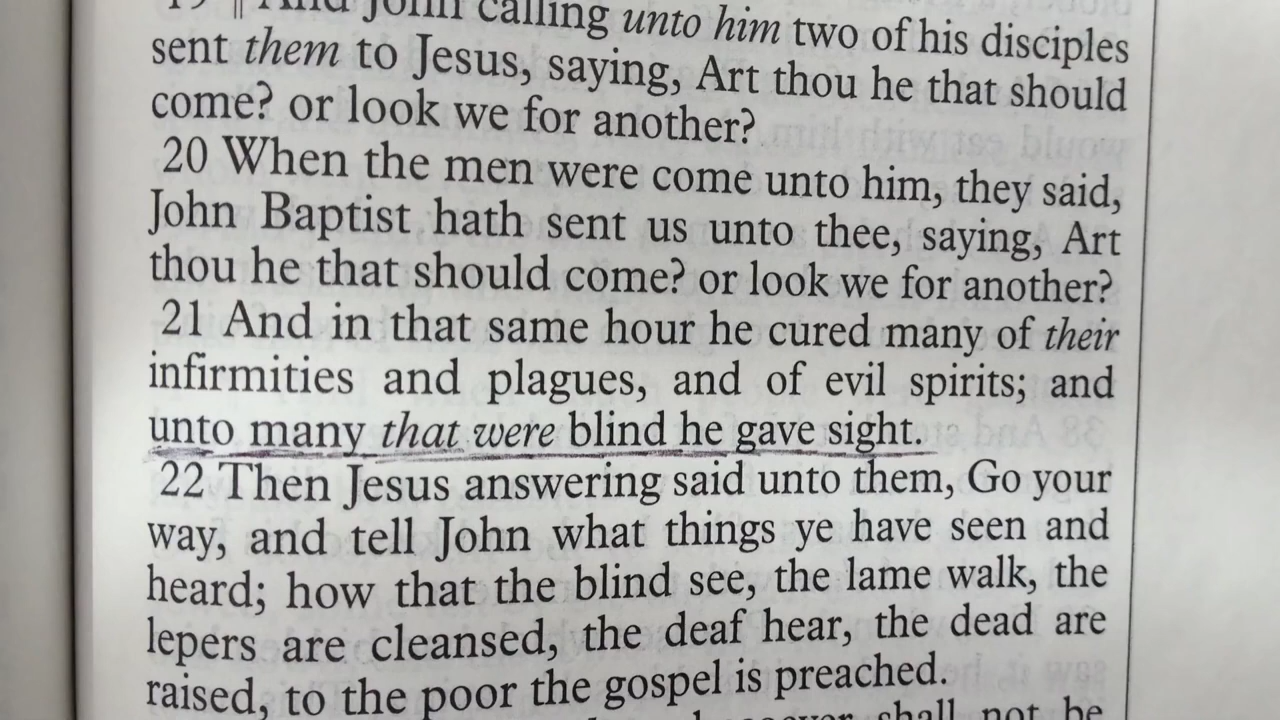 19 ¶ And John calling unto him two of his disciples
sent them to Jesus, saying, Art thou he that should
come? or look we for another?
20 When the men were come unto him, they said,
John Baptist hath sent us unto thee, saying, Art
thou he that should come? or look we for another?
21 And in that same hour he cured many of their
infirmities and plagues, and of evil spirits; and
unto many that were blind he gave sight.
22 Then Jesus answering said unto them, Go your
way, and tell John what things ye have seen and
heard; how that the blind see, the lame walk, the
lepers are cleansed, the deaf hear, the dead are
raised, to the poor the gospel is preached.
shall not be